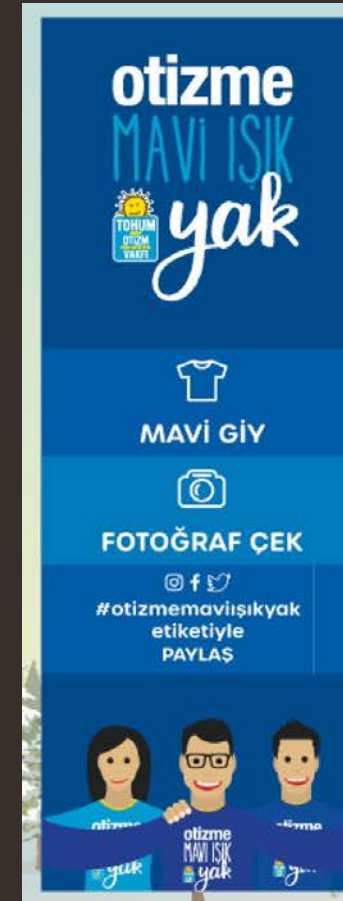 otizme
MAVİ IŞIK
yak
TOHUM
OTİZM
VAKFI
MAVİ GİY
FOTOĞRAF ÇEK
#otizmemaviışıkyak
etiketiyle
PAYLAŞ
otizme
MAVİ IŞIK
yak